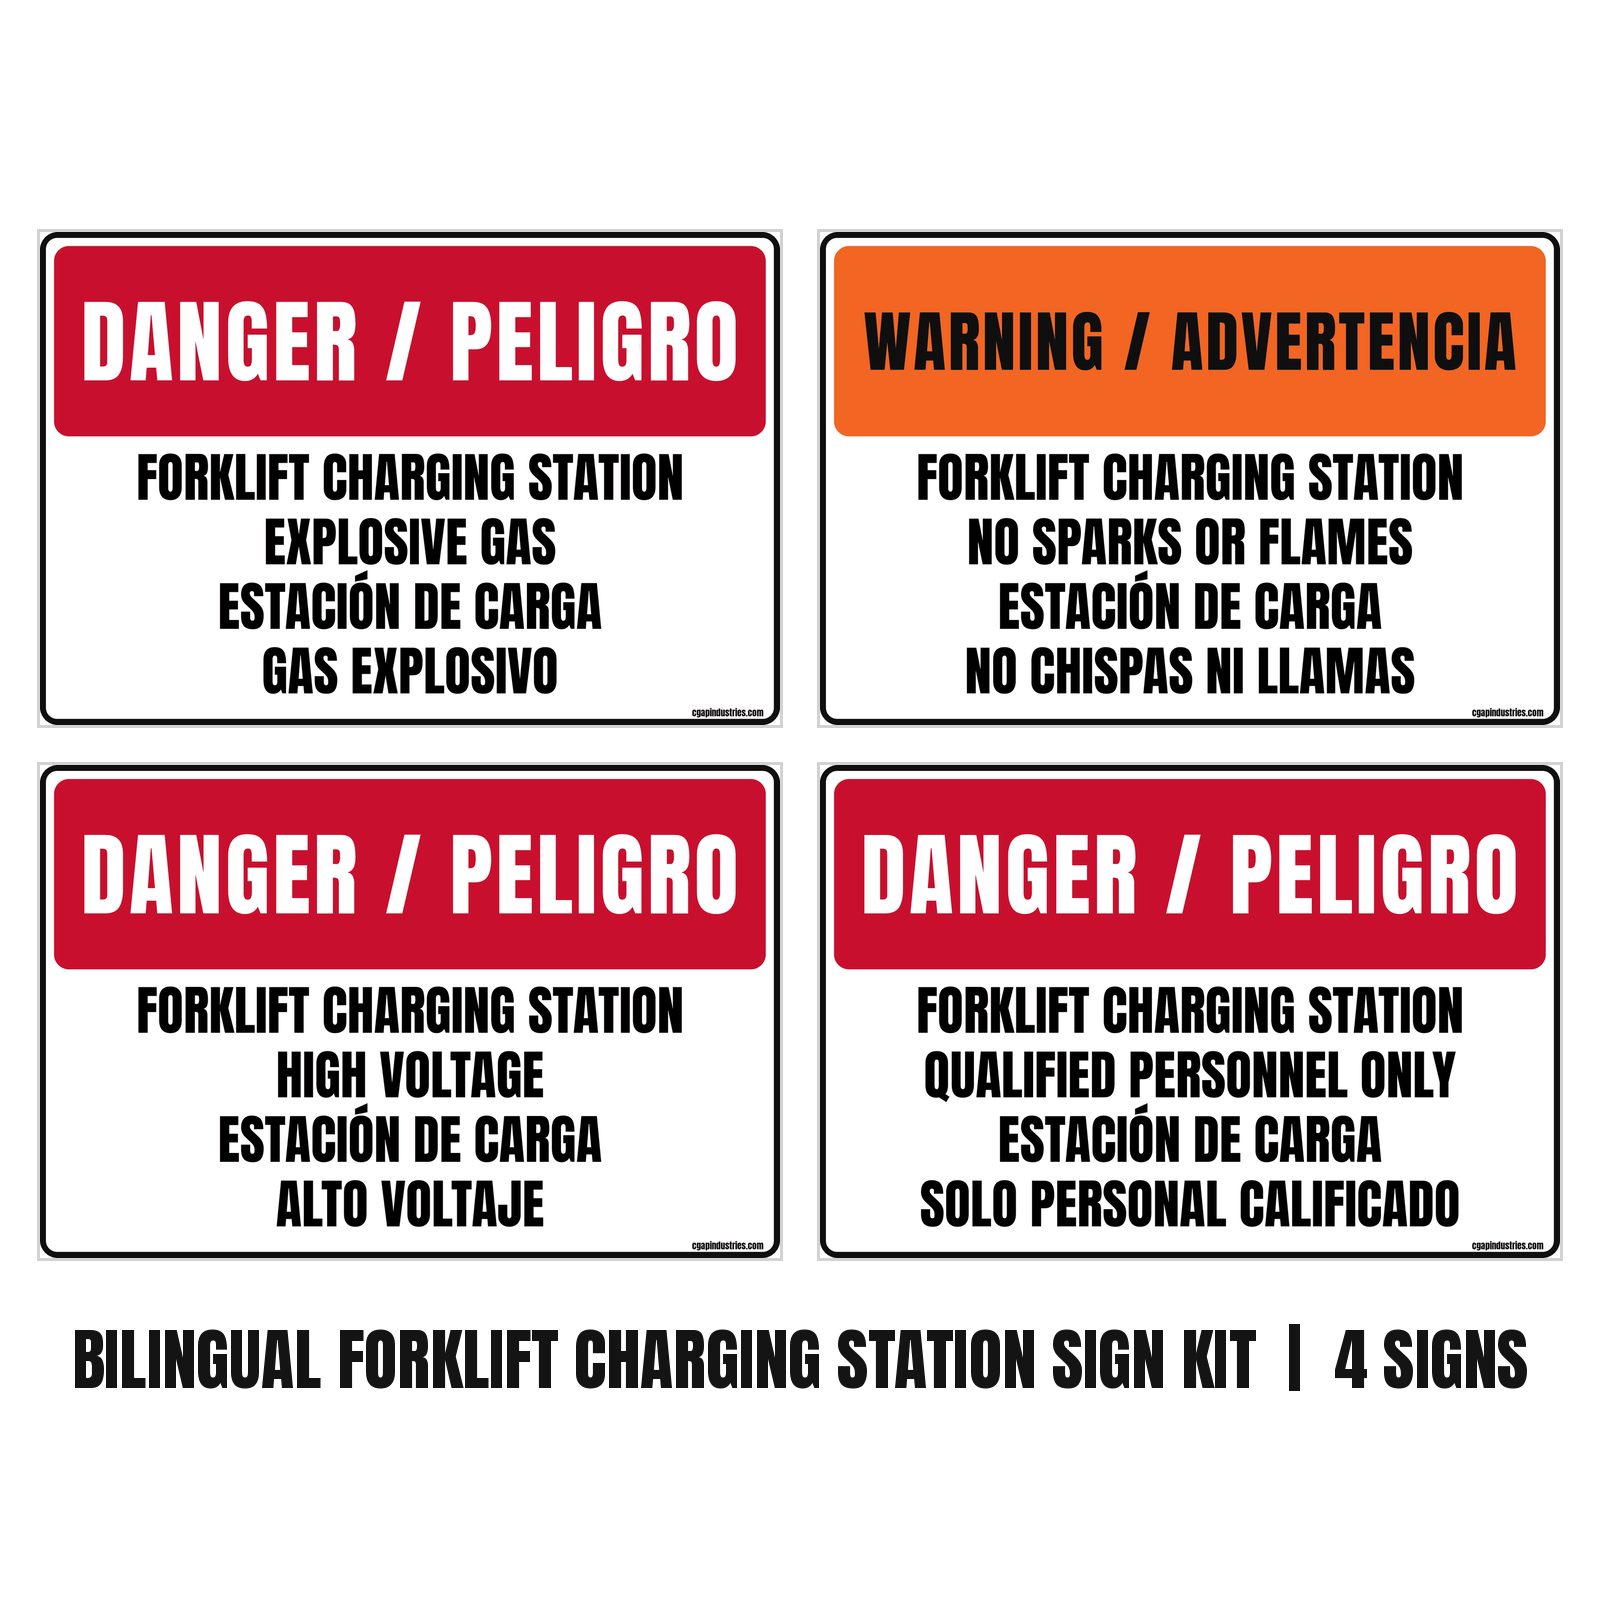 DANGER / PELIGRO
FORKLIFT CHARGING STATION
EXPLOSIVE GAS
ESTACIÓN DE CARGA
GAS EXPLOSIVO
cgapindustries.com
WARNING / ADVERTENCIA
FORKLIFT CHARGING STATION
NO SPARKS OR FLAMES
ESTACIÓN DE CARGA
NO CHISPAS NI LLAMAS
cgapindustries.com
DANGER / PELIGRO
FORKLIFT CHARGING STATION
HIGH VOLTAGE
ESTACIÓN DE CARGA
ALTO VOLTAJE
cgapindustries.com
DANGER / PELIGRO
FORKLIFT CHARGING STATION
QUALIFIED PERSONNEL ONLY
ESTACIÓN DE CARGA
SOLO PERSONAL CALIFICADO
cgapindustries.com
BILINGUAL FORKLIFT CHARGING STATION SIGN KIT | 4 SIGNS